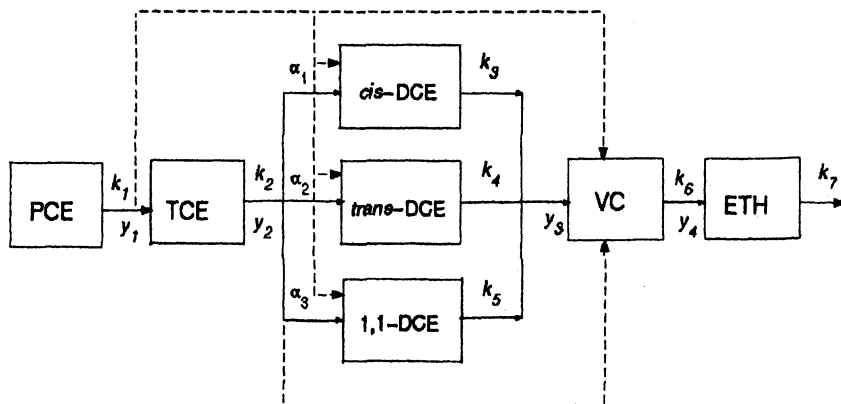 PCE
k1
y1
TCE
k2
y2
α1
cis-DCE
k3
α2
trans-DCE
k4
α3
1,1-DCE
k5
y3
VC
k6
y4
ETH
k7